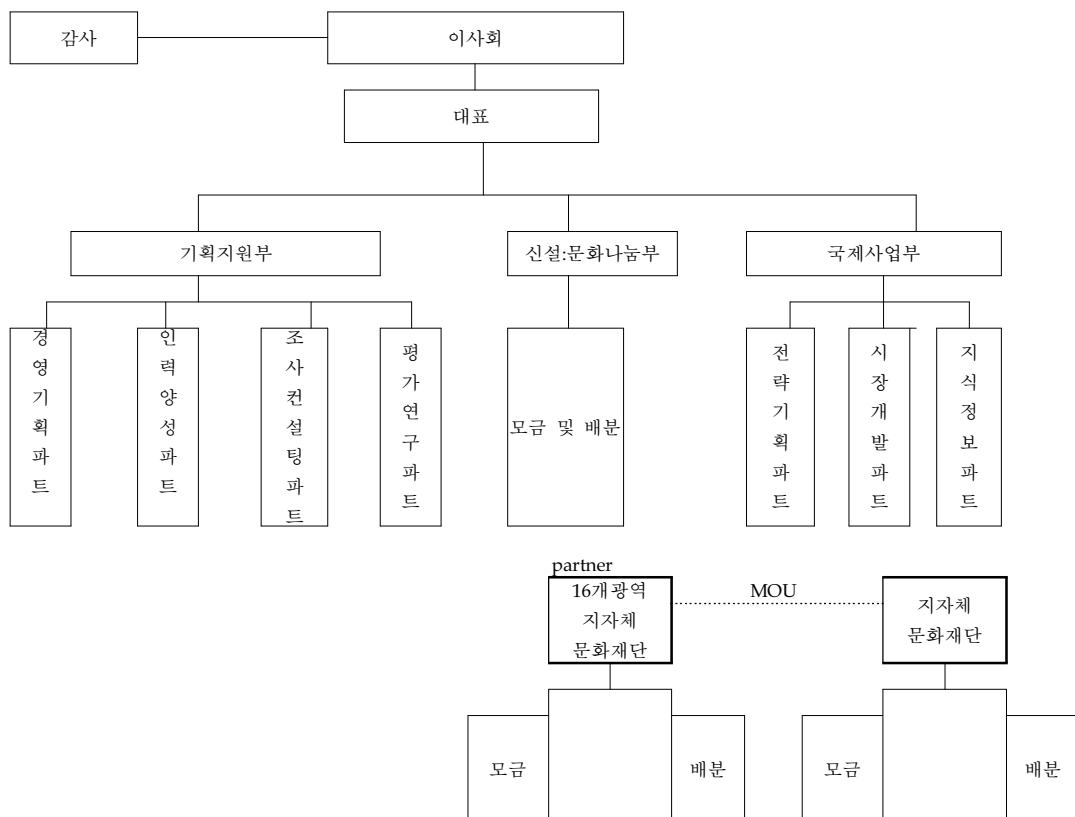 감사
이사회
대표
기획지원부
신설:문화나눔부
국제사업부
경영기획파트
인력양성파트
조사컨설팅파트
평가연구파트
모금 및 배분
전략기획파트
시장개발파트
지식정보파트
partner
16개광역
지자체
문화재단
MOU
지자체
문화재단
모금
배분
모금
배분